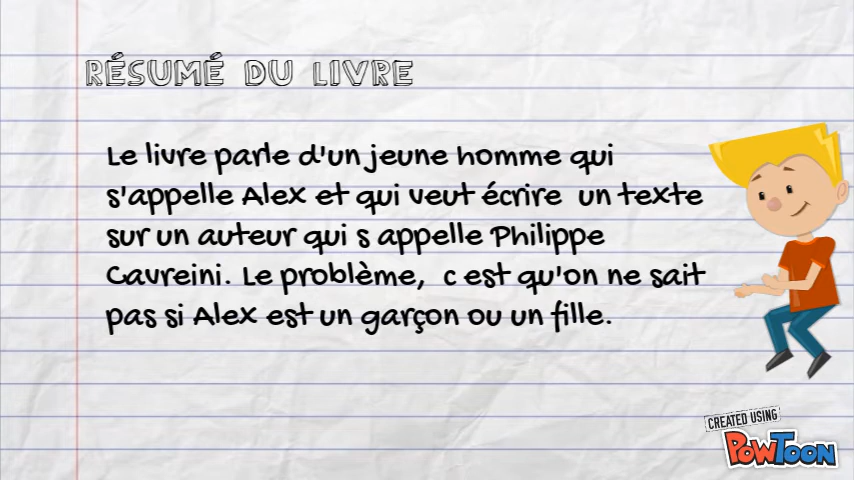 RÉSUMÉ DU LIVRE
Le livre parle d'un jeune homme qui
s'appelle Alex et qui veut écrire un texte
sur un auteur qui s appelle Philippe
Cavreini. Le problème, c est qu'on ne sait
pas si Alex est un garçon ou un fille.
CREATED USING
POWTOON